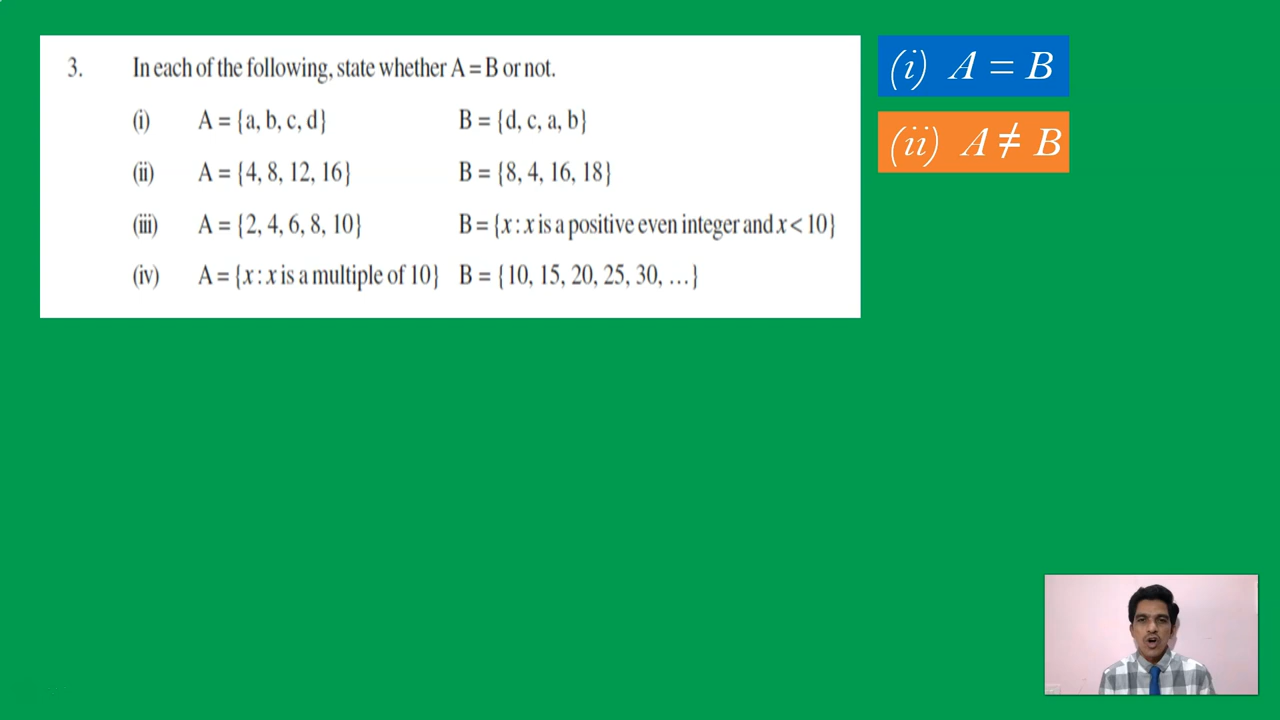 3. In each of the following, state whether A = B or not.
(i) A = {a, b, c, d} B = {d, c, a, b}
(ii) A = {4, 8, 12, 16} B = {8, 4, 16, 18}
(iii) A = {2, 4, 6, 8, 10} B = {x : x is a positive even integer and x < 10}
(iv) A = {x : x is a multiple of 10} B = {10, 15, 20, 25, 30, ...}
(i) A = B
(ii) A ≠ B